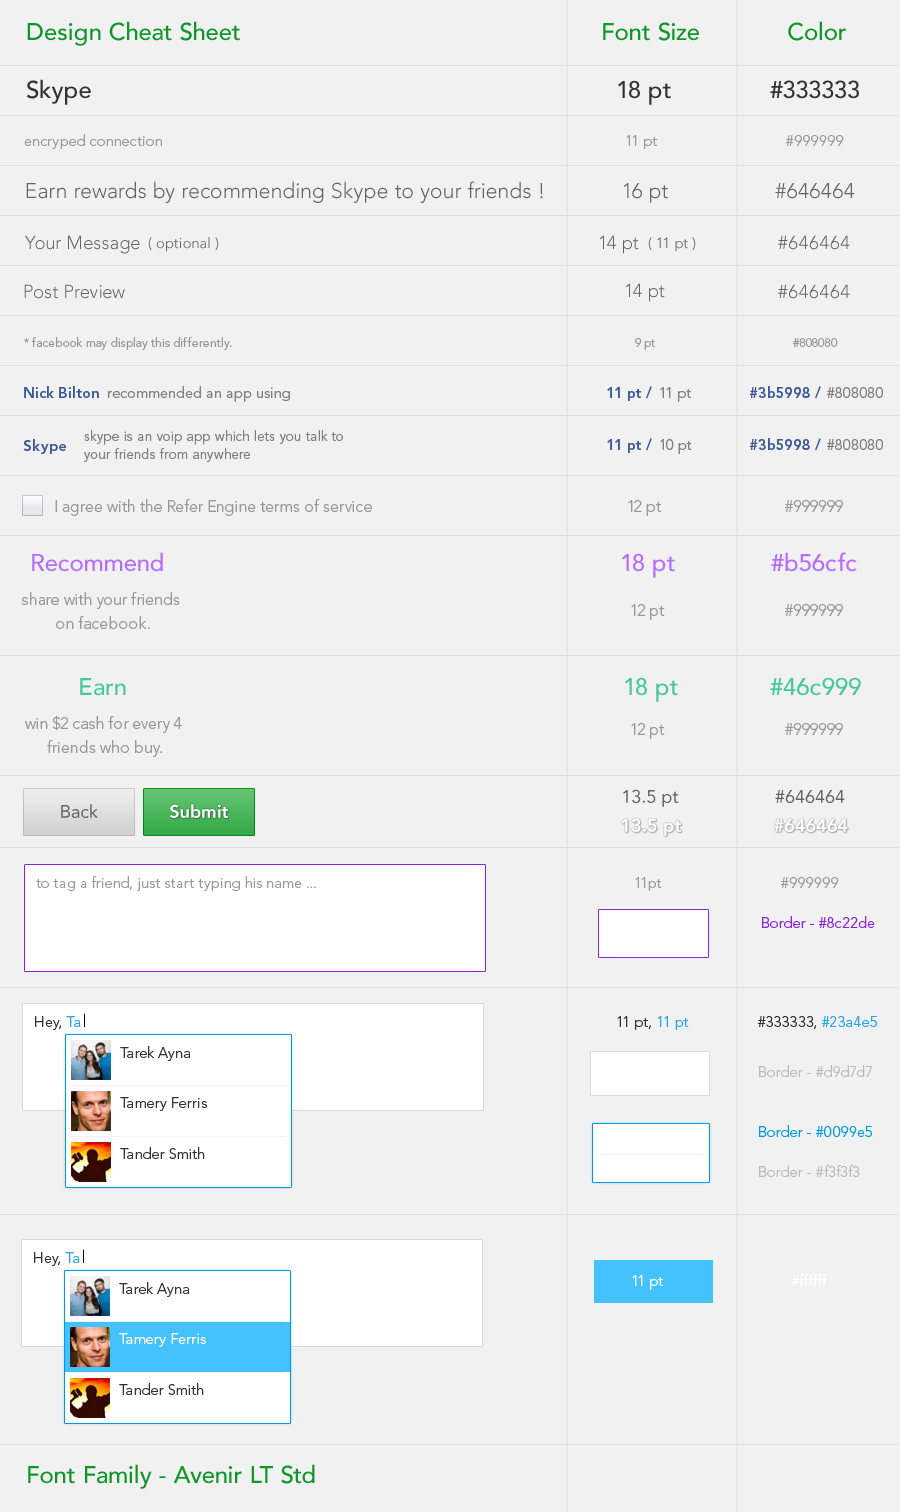 Design Cheat Sheet Font Size Color
Skype 18 pt #333333
encryped connection 11 pt #999999
Earn rewards by recommending Skype to your friends ! 16 pt #646464
Your Message ( optional ) 14 pt ( 11 pt ) #646464
Post Preview 14 pt #646464
* facebook may display this differently. 9 pt #808080
Nick Bilton recommended an app using 11 pt / 11 pt #3b5998 / #808080
Skype skype is an voip app which lets you talk to 11 pt / 10 pt #3b5998 / #808080
your friends from anywhere
I agree with the Refer Engine terms of service 12 pt #999999
Recommend 18 pt #b56cfc
share with your friends 12 pt #999999
on facebook.
Earn 18 pt #46c999
win $2 cash for every 4 12 pt #999999
friends who buy.
Back Submit 13.5 pt #646464
13.5 pt #646464
to tag a friend, just start typing his name ... 11pt #999999
Border - #8c22de
Hey, Ta 11 pt, 11 pt #333333, #23a4e5
Tarek Ayna Border - #d9d7d7
Tamery Ferris
Border - #0099e5
Tander Smith
Border - #f3f3f3
Hey, Ta
Tarek Ayna 11 pt #ffffff
Tamery Ferris
Tander Smith
Font Family - Avenir LT Std